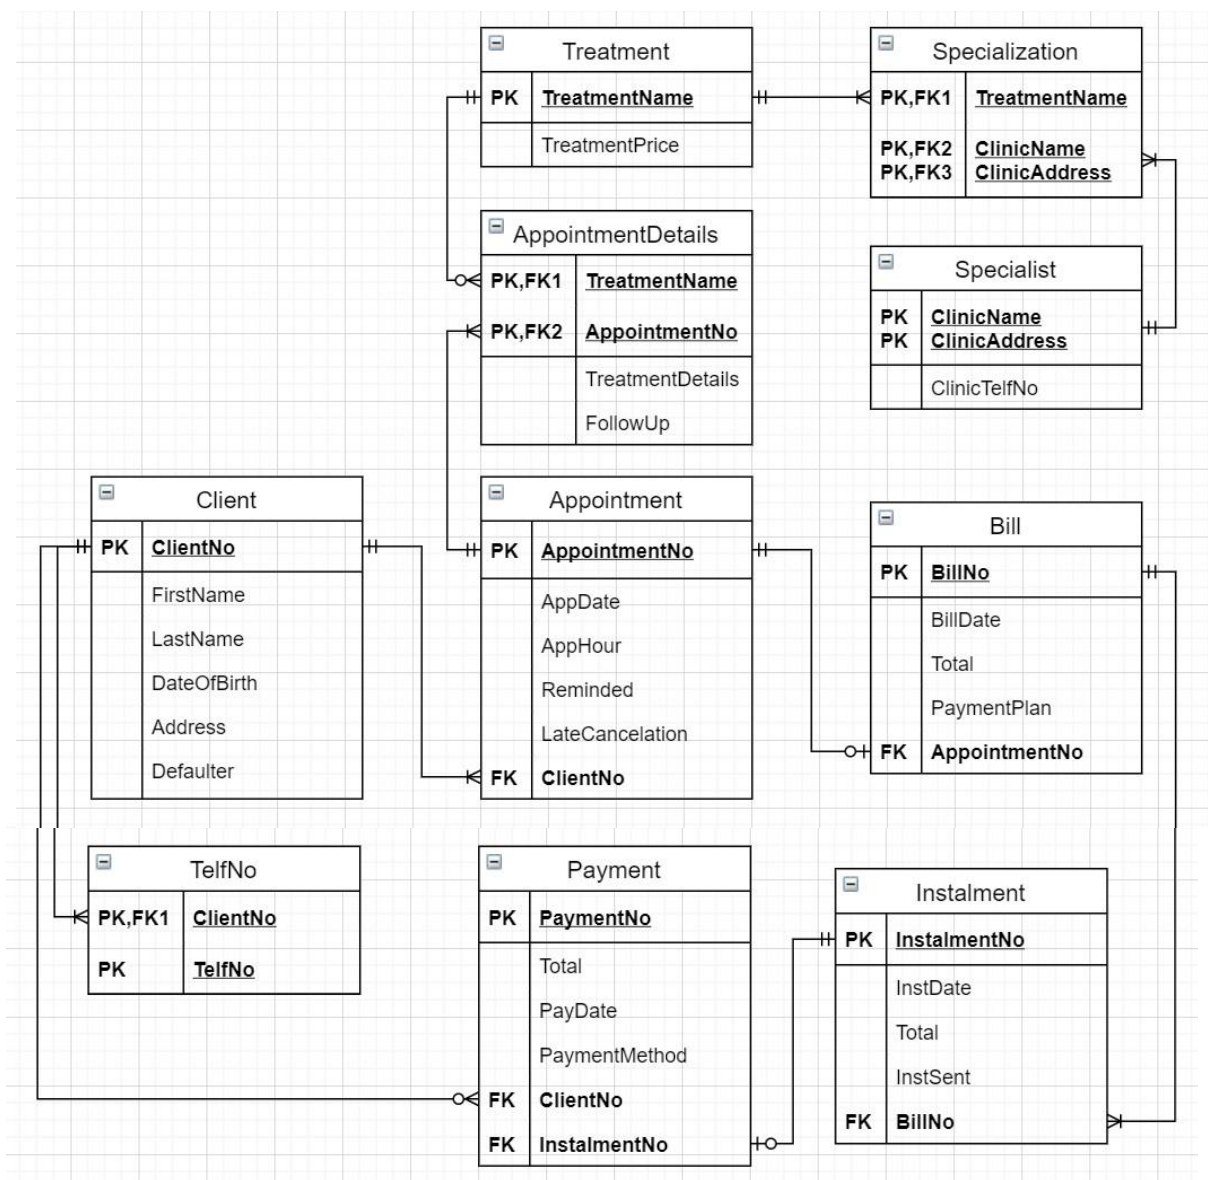 Treatment
PK TreatmentName
TreatmentPrice
Specialization
PK,FK1 TreatmentName
PK,FK2 ClinicName
PK,FK3 ClinicAddress
AppointmentDetails
PK,FK1 TreatmentName
PK,FK2 AppointmentNo
TreatmentDetails
FollowUp
Specialist
PK ClinicName
PK ClinicAddress
ClinicTelfNo
Client
PK ClientNo
FirstName
LastName
DateOfBirth
Address
Defaulter
Appointment
PK AppointmentNo
AppDate
AppHour
Reminded
LateCancelation
FK ClientNo
Bill
PK BillNo
BillDate
Total
PaymentPlan
FK AppointmentNo
TelfNo
PK,FK1 ClientNo
PK TelfNo
Payment
PK PaymentNo
Total
PayDate
PaymentMethod
FK ClientNo
FK InstalmentNo
Instalment
PK InstalmentNo
InstDate
Total
InstSent
FK BillNo